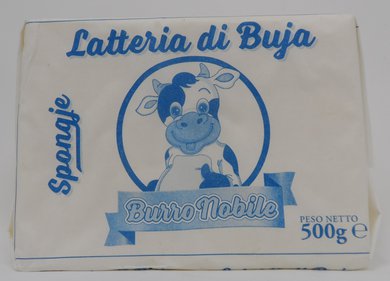 Latteria di Buja
Spongje
Burro Nobile
PESO NETTO
500g ℮